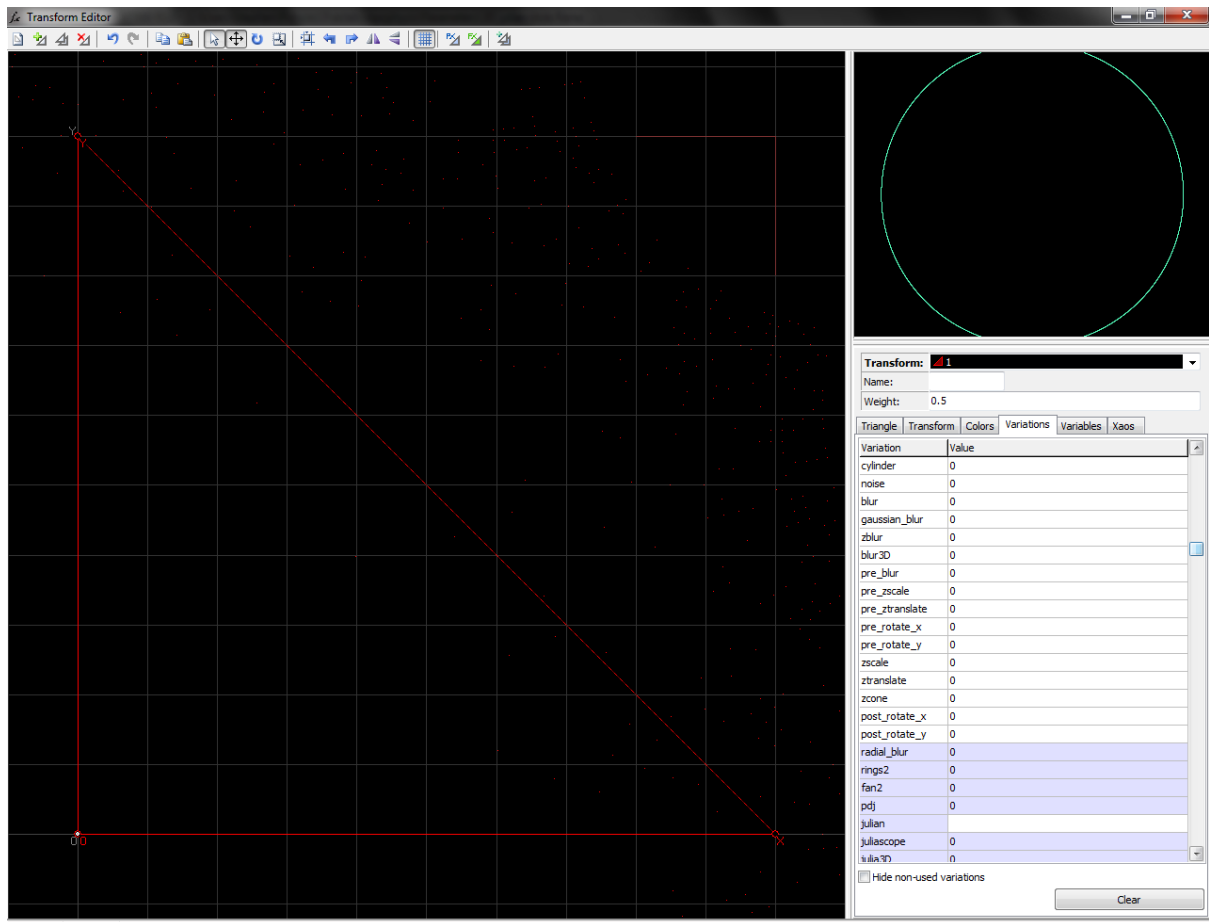 Transform Editor
Y
Y
Transform: 1
Name:
Weight: 0.5
Triangle Transform Colors Variations Variables Xaos
Variation Value
cylinder 0
noise 0
blur 0
gaussian_blur 0
zblur 0
blur3D 0
pre_blur 0
pre_zscale 0
pre_ztranslate 0
pre_rotate_x 0
pre_rotate_y 0
zscale 0
ztranslate 0
zcone 0
post_rotate_x 0
post_rotate_y 0
radial_blur 0
rings2 0
fan2 0
pdj 0
julian
juliascope 0
julia3D 0
O O X
Hide non-used variations
Clear